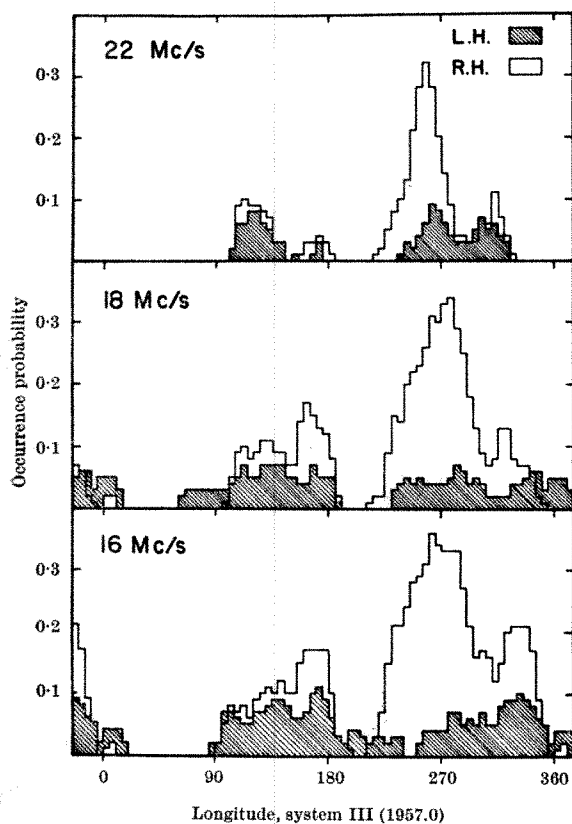 22 Mc/s
L.H.
R.H.
0·3
0·2
0·1
18 Mc/s
0·3
0·2
0·1
16 Mc/s
0·3
0·2
0·1
Occurrence probability
0 90 180 270 360
Longitude, system III (1957.0)